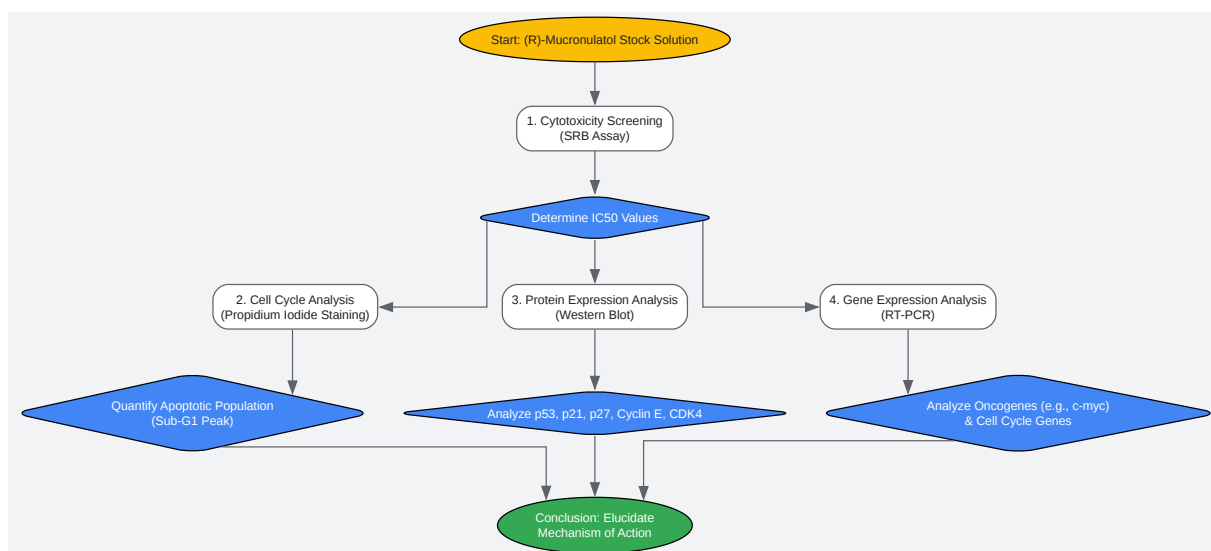 Start: (R)-Mucronulatol Stock Solution
1. Cytotoxicity Screening
(SRB Assay)
Determine IC50 Values
2. Cell Cycle Analysis
(Propidium Iodide Staining)
3. Protein Expression Analysis
(Western Blot)
4. Gene Expression Analysis
(RT-PCR)
Quantify Apoptotic Population
(Sub-G1 Peak)
Analyze p53, p21, p27, Cyclin E, CDK4
Analyze Oncogenes (e.g., c-myc)
& Cell Cycle Genes
Conclusion: Elucidate
Mechanism of Action